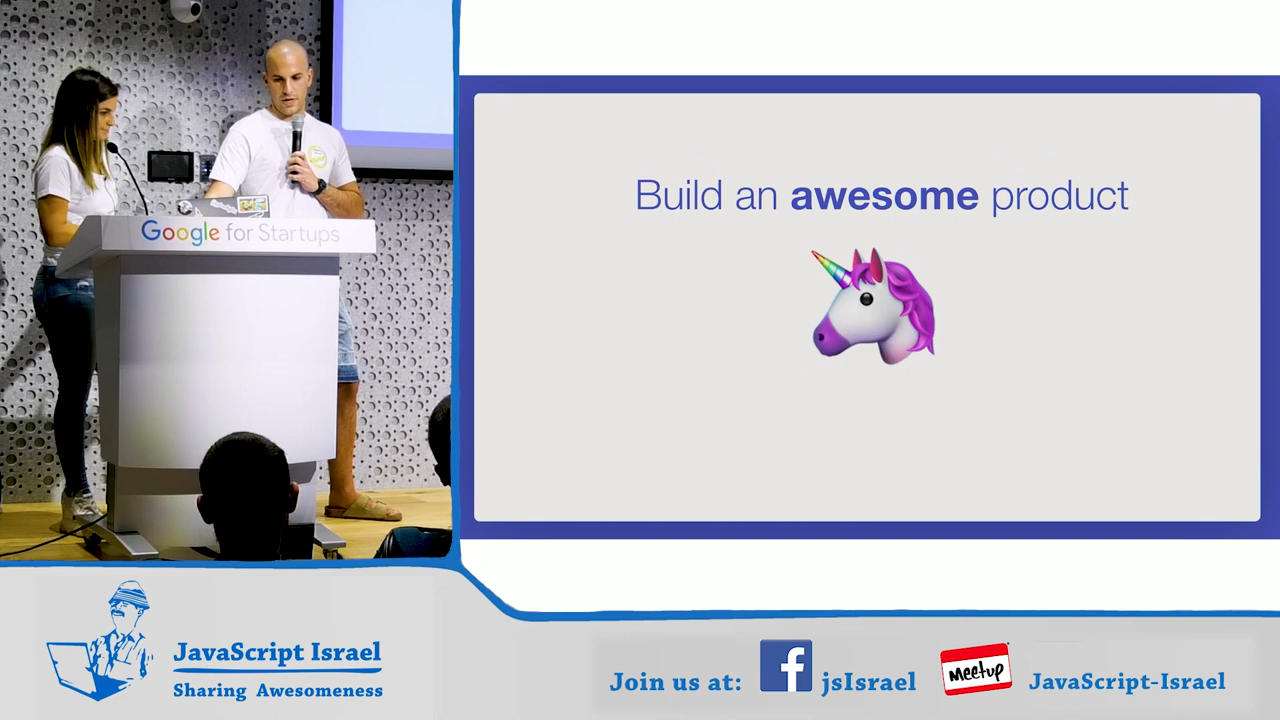 Google for Startups
Build an awesome product
JavaScript Israel
Sharing Awesomeness
Join us at:
jsIsrael
Meetup
JavaScript-Israel